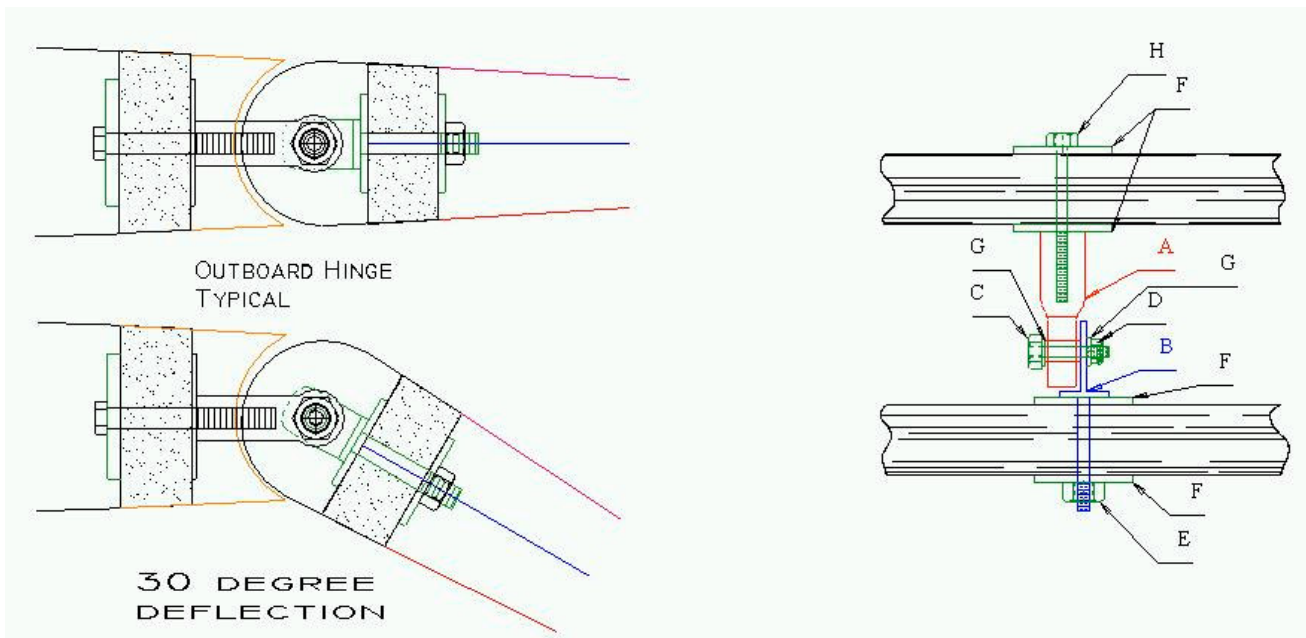 OUTBOARD HINGE
TYPICAL
30 DEGREE
DEFLECTION
H
F
A
G
G
C
D
B
F
F
E